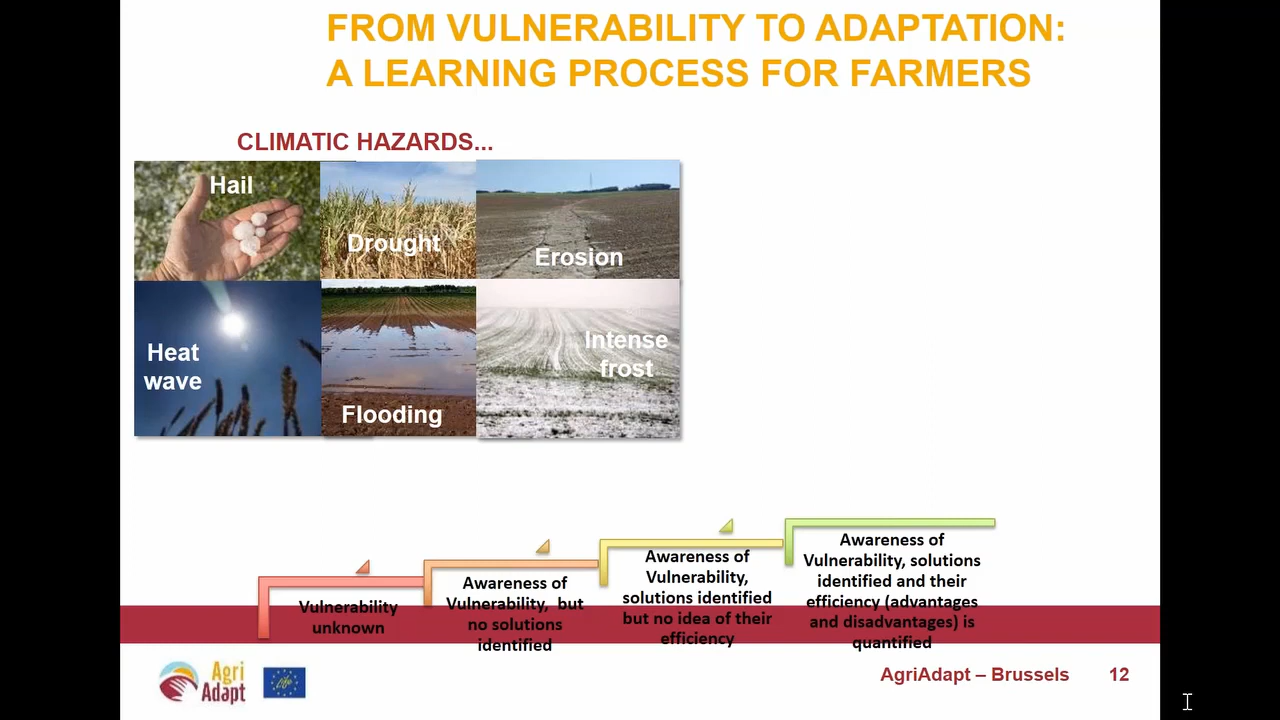 FROM VULNERABILITY TO ADAPTATION:
A LEARNING PROCESS FOR FARMERS
CLIMATIC HAZARDS...
Hail
Drought
Erosion
Heat
wave
Flooding
Intense
frost
Vulnerability
unknown
Awareness of
Vulnerability, but
no solutions
identified
Awareness of
Vulnerability,
solutions identified
but no idea of their
efficiency
Awareness of
Vulnerability, solutions
identified and their
efficiency (advantages
and disadvantages) is
quantified
Agri
Adapt
Life
AgriAdapt – Brussels 12